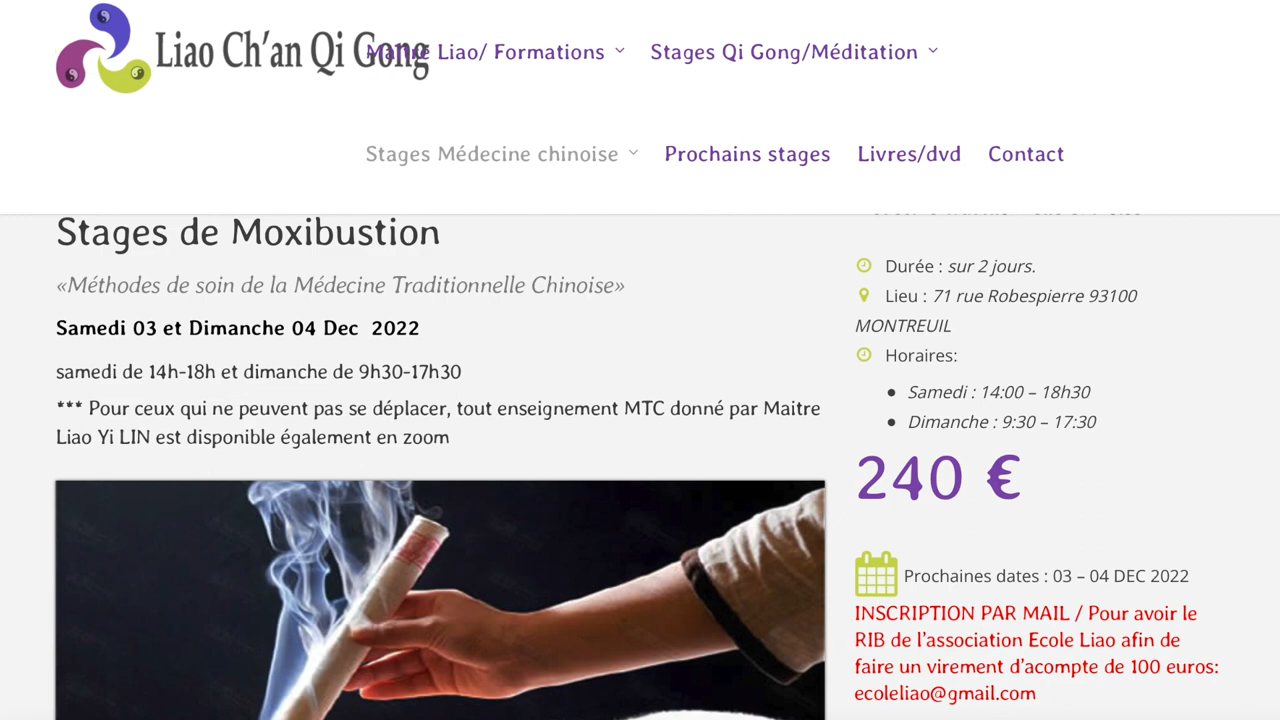 Liao Ch'an Qi Gong
Maître Liao/ Formations
Stages Qi Gong/Méditation
Stages Médecine chinoise
Prochains stages
Livres/dvd
Contact
Stages de Moxibustion
«Méthodes de soin de la Médecine Traditionnelle Chinoise»
Samedi 03 et Dimanche 04 Dec 2022
samedi de 14h-18h et dimanche de 9h30-17h30
*** Pour ceux qui ne peuvent pas se déplacer, tout enseignement MTC donné par Maitre
Liao Yi LIN est disponible également en zoom
Durée : sur 2 jours.
Lieu : 71 rue Robespierre 93100
MONTREUIL
Horaires:
Samedi : 14:00 – 18h30
Dimanche : 9:30 – 17:30
240 €
Prochaines dates : 03 – 04 DEC 2022
INSCRIPTION PAR MAIL / Pour avoir le
RIB de l'association Ecole Liao afin de
faire un virement d'acompte de 100 euros:
ecoleliao@gmail.com